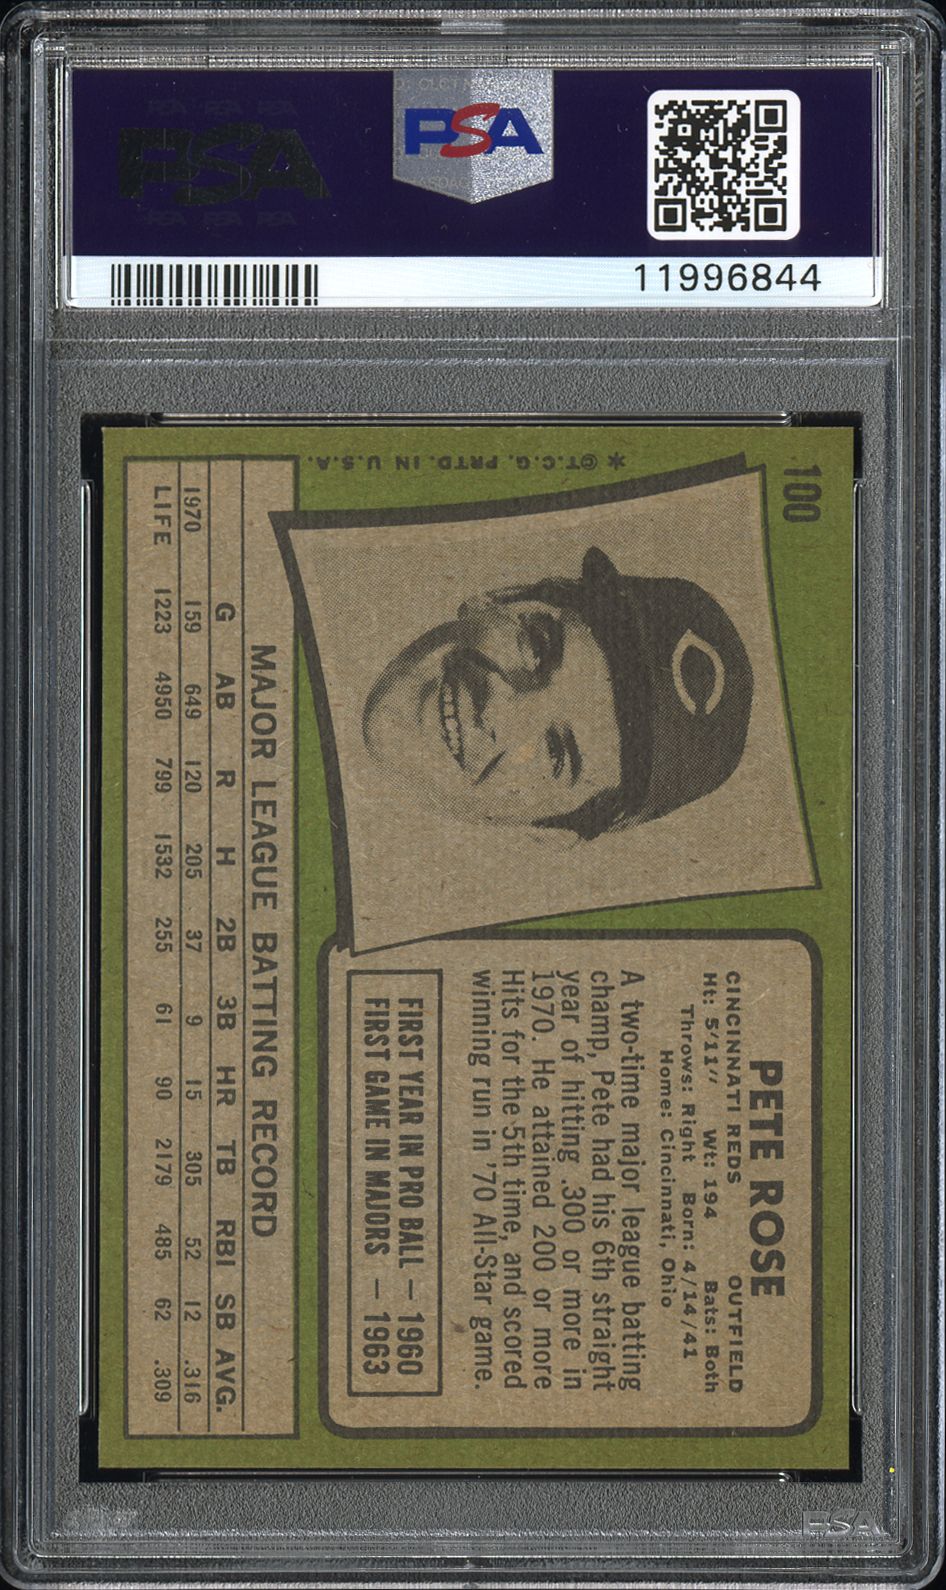 PSA
PSA
PSA
11996844
100
*©T.C.G. PRTD. IN U.S.A.
C
PETE ROSE
CINCINNATI REDS OUTFIELD
Ht: 5/11" Wt: 194 Bats: Both
Throws: Right Born: 4/14/41
Home: Cincinnati, Ohio
A two-time major league batting
champ, Pete had his 6th straight
year of hitting .300 or more in
1970. He attained 200 or more
Hits for the 5th time, and scored
winning run in '70 All-Star game.
FIRST YEAR IN PRO BALL — 1960
FIRST GAME IN MAJORS — 1963
MAJOR LEAGUE BATTING RECORD
G AB R H 2B 3B HR TB RBI SB AVG.
1970 159 649 120 205 37 9 15 305 52 12 .316
LIFE 1223 4950 799 1532 255 61 90 2179 485 62 .309
PSA